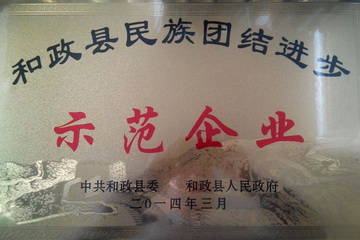 和政县民族团结进步
示范企业
中共和政县委 和政县人民政府
二〇一四年三月